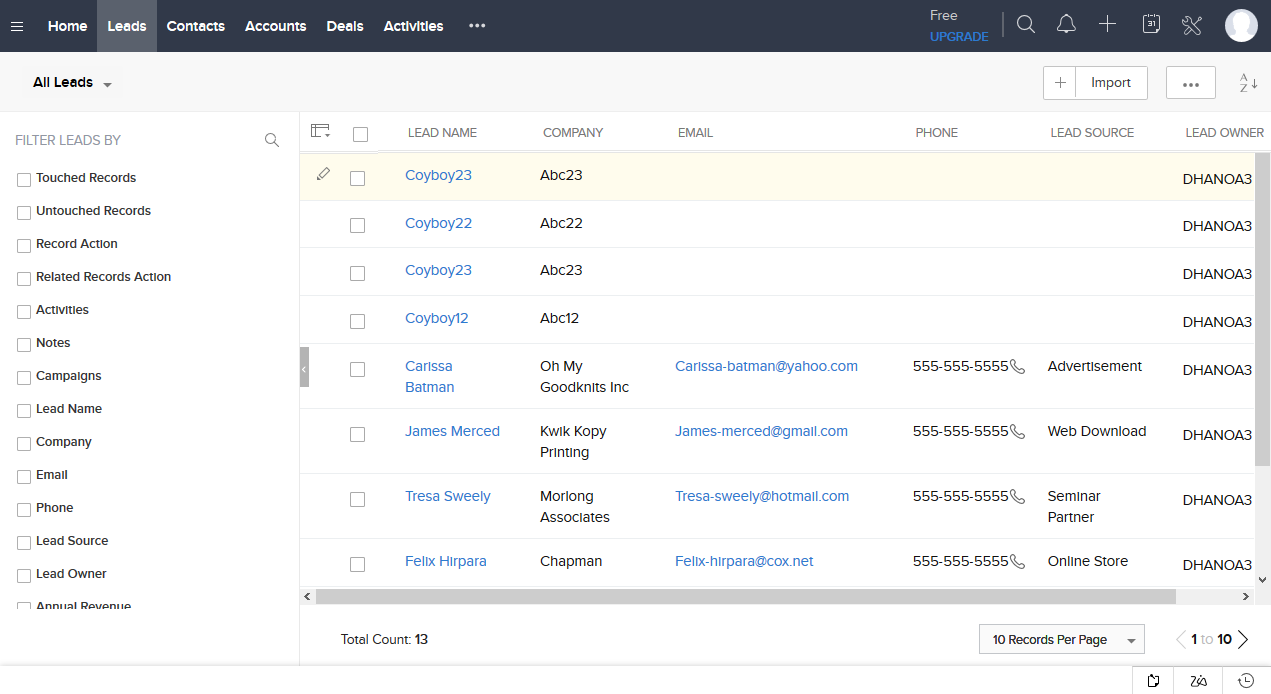 Home Leads Contacts Accounts Deals Activities ••• Free
UPGRADE
31
All Leads
Import
•••
A
Z
FILTER LEADS BY
Touched Records
Untouched Records
Record Action
Related Records Action
Activities
Notes
Campaigns
Lead Name
Company
Email
Phone
Lead Source
Lead Owner
Annual Revenue
LEAD NAME COMPANY EMAIL PHONE LEAD SOURCE LEAD OWNER
Coyboy23 Abc23 DHANOA3
Coyboy22 Abc22 DHANOA3
Coyboy23 Abc23 DHANOA3
Coyboy12 Abc12 DHANOA3
Carissa Oh My Carissa-batman@yahoo.com 555-555-5555 Advertisement DHANOA3
Batman Goodknits Inc
James Merced Kwik Kopy James-merced@gmail.com 555-555-5555 Web Download DHANOA3
Printing
Tresa Sweely Morlong Tresa-sweely@hotmail.com 555-555-5555 Seminar DHANOA3
Associates Partner
Felix Hirpara Chapman Felix-hirpara@cox.net 555-555-5555 Online Store DHANOA3
Total Count: 13
10 Records Per Page
1 to 10